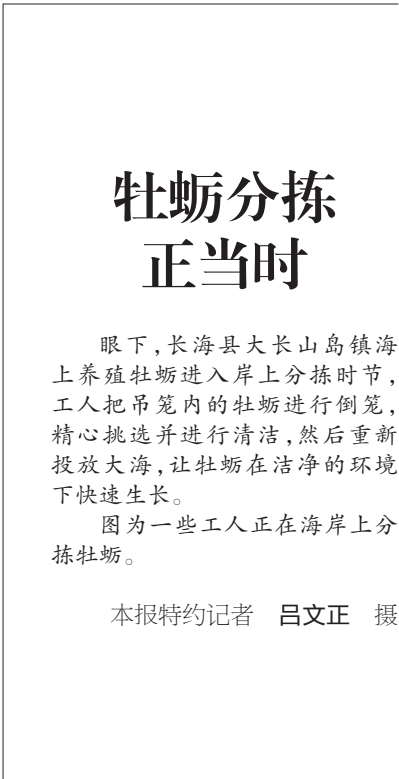 牡蛎分拣
正当时
眼下,长海县大长山岛镇海
上养殖牡蛎进入岸上分拣时节,
工人把吊笼内的牡蛎进行倒笼,
精心挑选并进行清洁,然后重新
投放大海,让牡蛎在洁净的环境
下快速生长。
图为一些工人正在海岸上分
拣牡蛎。
本报特约记者 吕文正 摄